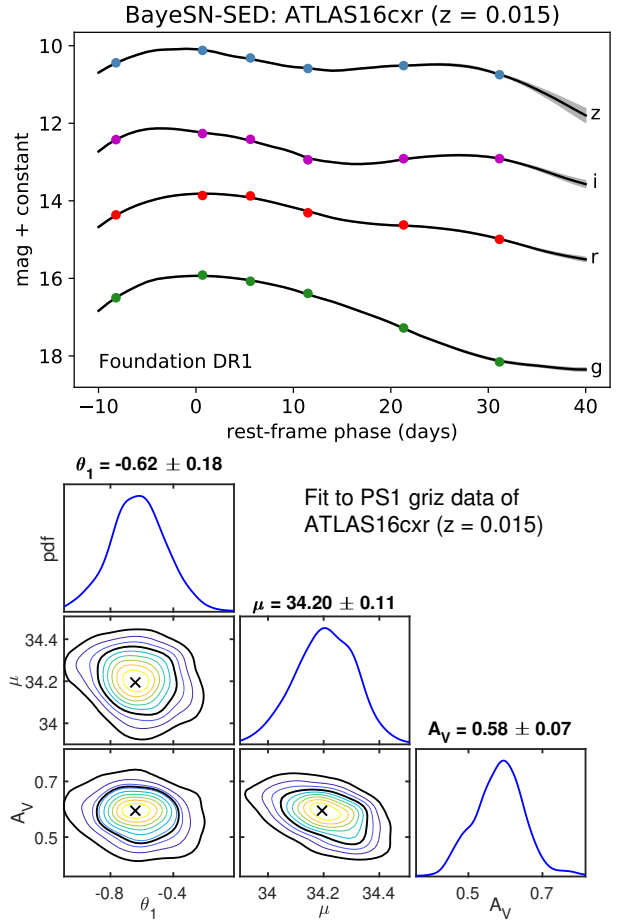 BayeSN-SED: ATLAS16cxr (z = 0.015)
10
12
14
16
18
mag + constant
z
i
r
g
Foundation DR1
−10 0 10 20 30 40
rest-frame phase (days)
θ1 = -0.62 ± 0.18
Fit to PS1 griz data of
ATLAS16cxr (z = 0.015)
pdf
μ = 34.20 ± 0.11
34.4
34.2
34
μ
AV = 0.58 ± 0.07
0.7
0.5
AV
-0.8 -0.4 34 34.2 34.4 0.5 0.7
θ1 μ AV